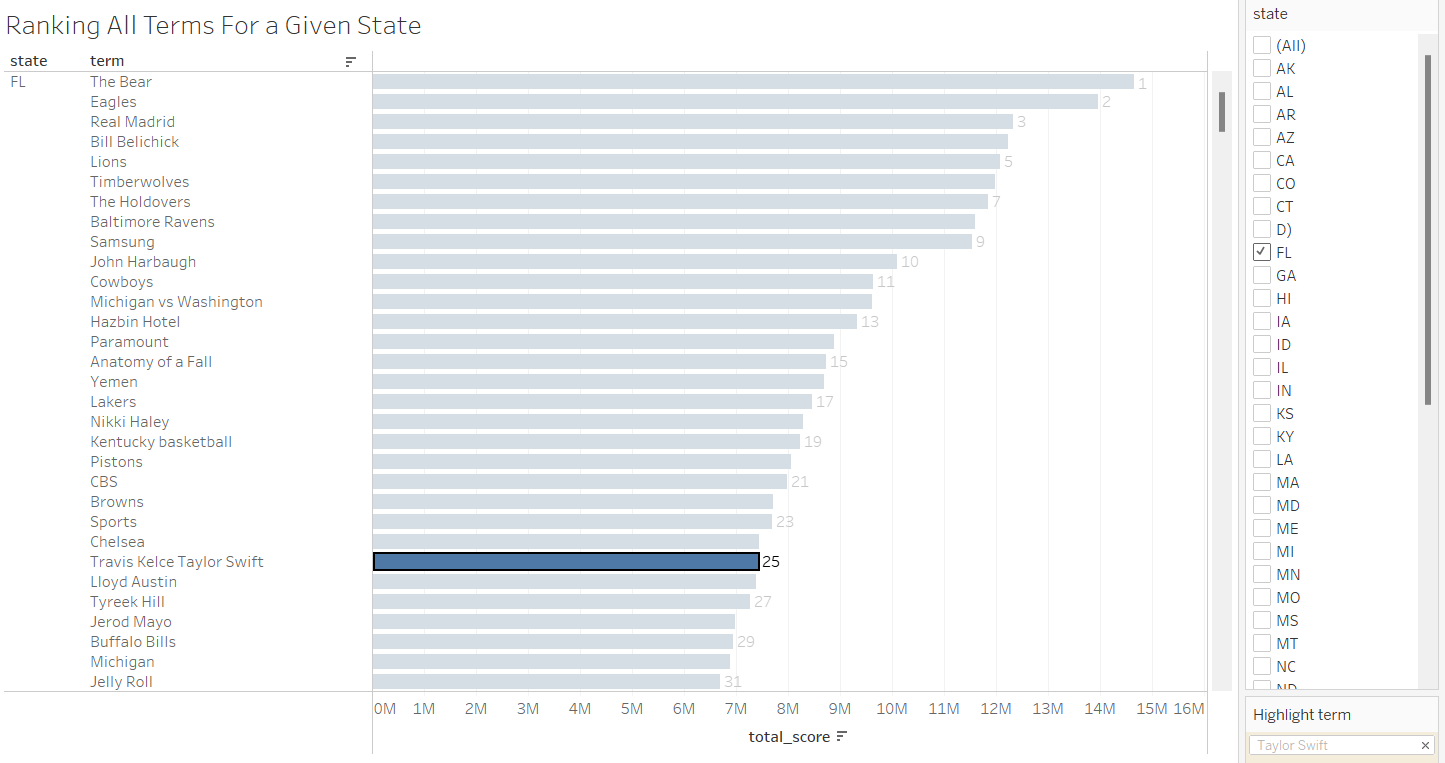 Ranking All Terms For a Given State
state term
FL The Bear 1
Eagles 2
Real Madrid 3
Bill Belichick
Lions 5
Timberwolves
The Holdovers 7
Baltimore Ravens
Samsung 9
John Harbaugh 10
Cowboys 11
Michigan vs Washington
Hazbin Hotel 13
Paramount
Anatomy of a Fall 15
Yemen
Lakers 17
Nikki Haley
Kentucky basketball 19
Pistons
CBS 21
Browns
Sports 23
Chelsea
Travis Kelce Taylor Swift 25
Lloyd Austin
Tyreek Hill 27
Jerod Mayo
Buffalo Bills 29
Michigan
Jelly Roll 31
0M 1M 2M 3M 4M 5M 6M 7M 8M 9M 10M 11M 12M 13M 14M 15M 16M
total_score
state
(All)
AK
AL
AR
AZ
CA
CO
CT
D)
FL
GA
HI
IA
ID
IL
IN
KS
KY
LA
MA
MD
ME
MI
MN
MO
MS
MT
NC
ND
Highlight term
Taylor Swift ×